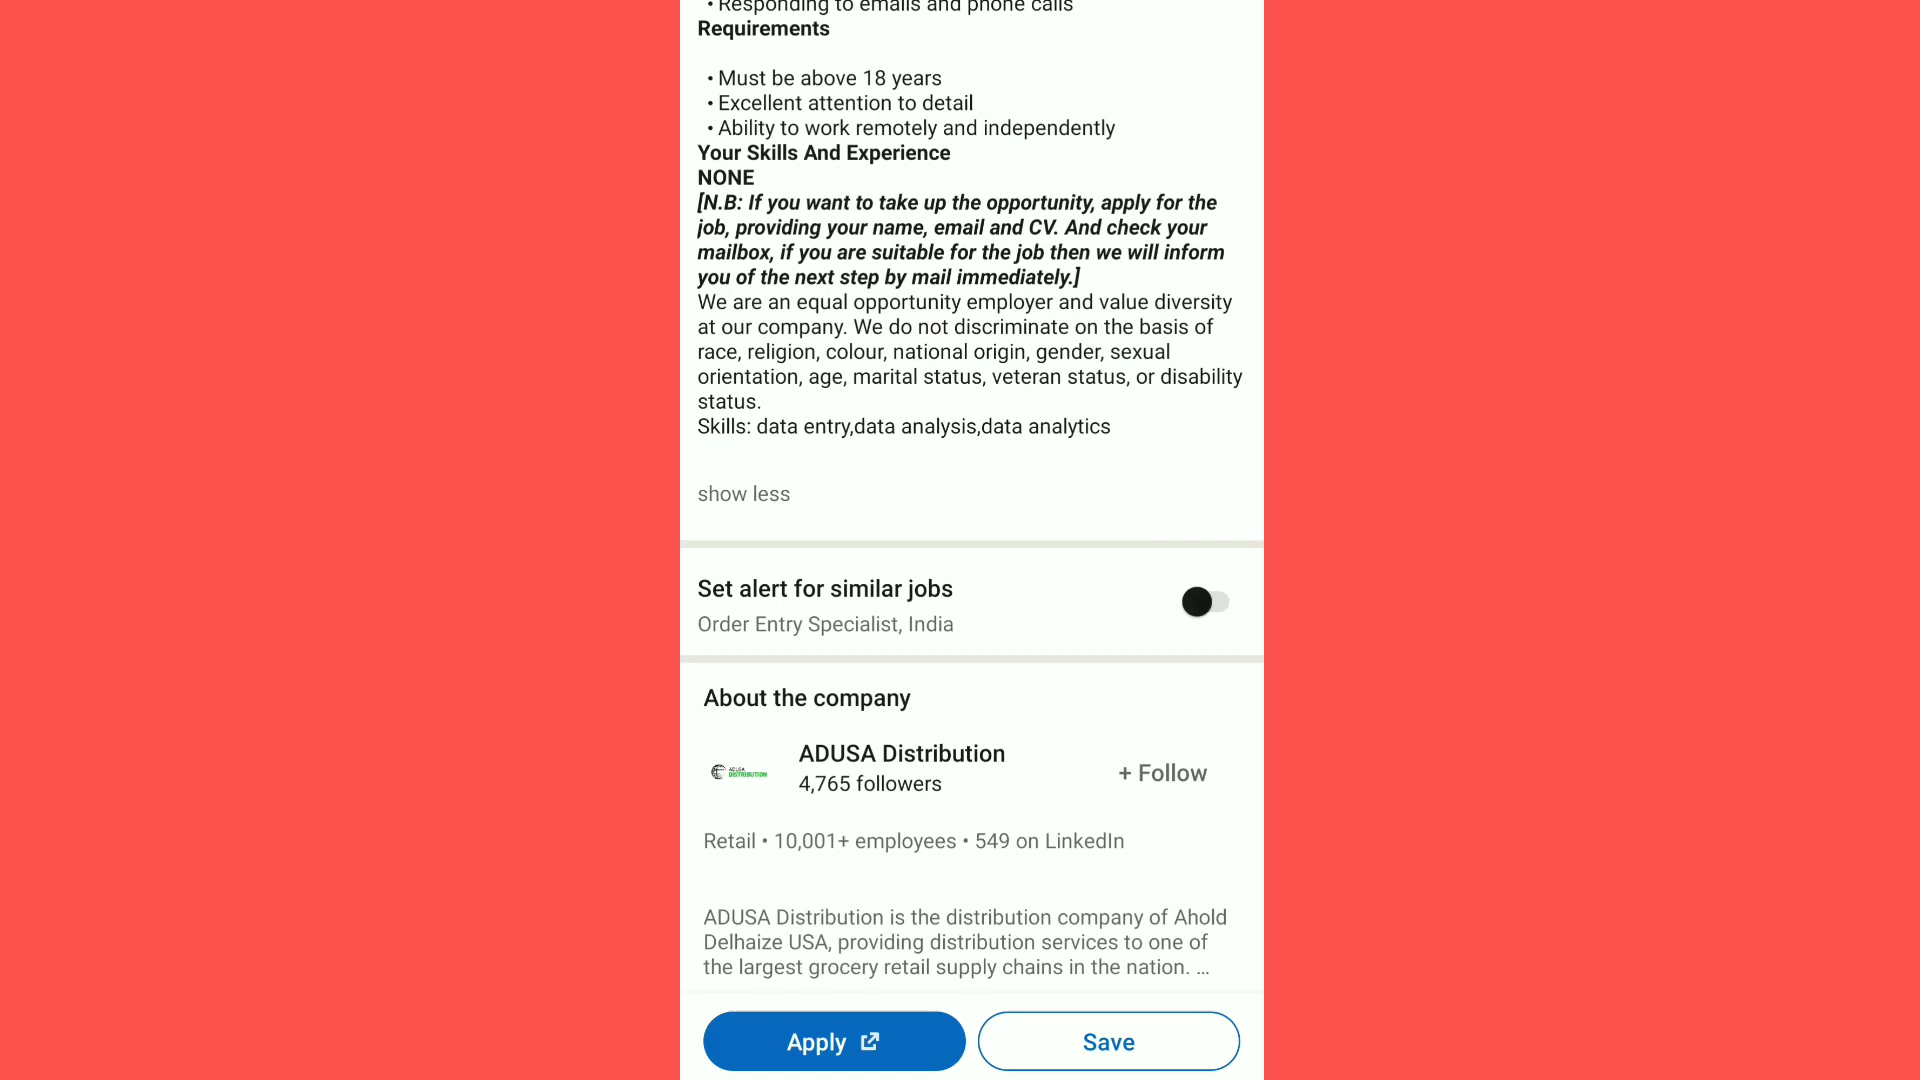 • Responding to emails and phone calls
Requirements
• Must be above 18 years
• Excellent attention to detail
• Ability to work remotely and independently
Your Skills And Experience
NONE
[N.B: If you want to take up the opportunity, apply for the
job, providing your name, email and CV. And check your
mailbox, if you are suitable for the job then we will inform
you of the next step by mail immediately.]
We are an equal opportunity employer and value diversity
at our company. We do not discriminate on the basis of
race, religion, colour, national origin, gender, sexual
orientation, age, marital status, veteran status, or disability
status.
Skills: data entry,data analysis,data analytics
show less
Set alert for similar jobs
Order Entry Specialist, India
About the company
ADUSA
DISTRIBUTION
ADUSA Distribution
4,765 followers
+ Follow
Retail • 10,001+ employees • 549 on LinkedIn
ADUSA Distribution is the distribution company of Ahold
Delhaize USA, providing distribution services to one of
the largest grocery retail supply chains in the nation. ...
Apply
Save